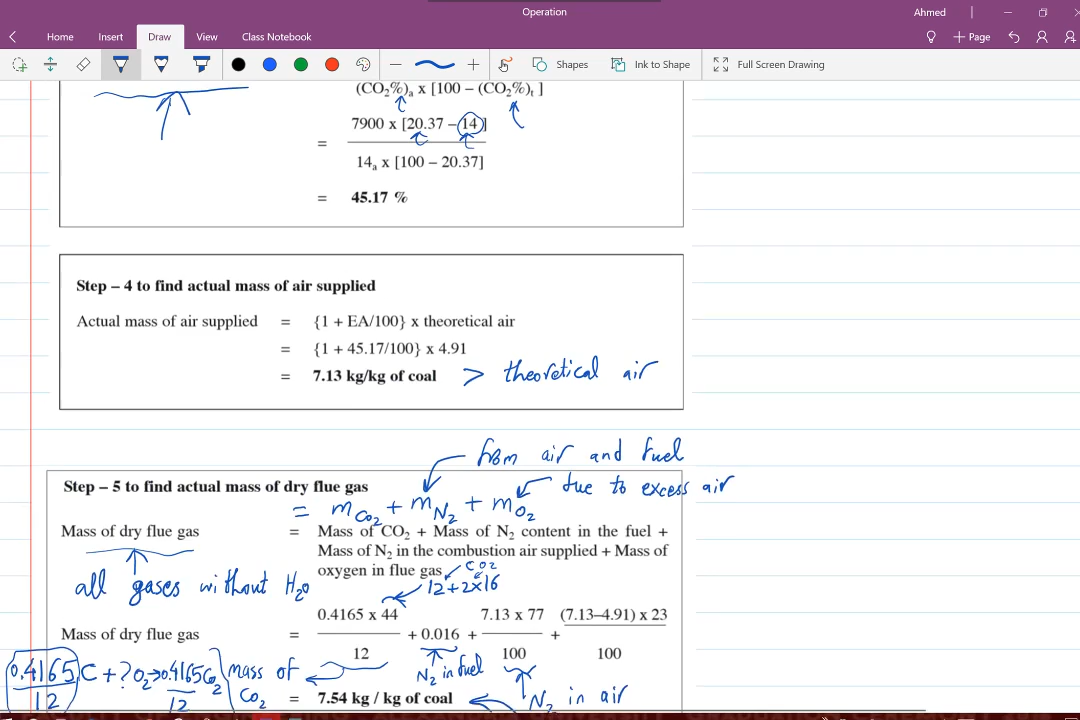 Operation
Ahmed
Home Insert Draw View Class Notebook
Page
Shapes Ink to Shape Full Screen Drawing
(CO₂%)ₐ x [100 – (CO₂%)ₜ ]
7900 x [20.37 – 14]
=
14ₐ x [100 – 20.37]
= 45.17 %
Step – 4 to find actual mass of air supplied
Actual mass of air supplied = {1 + EA/100} x theoretical air
= {1 + 45.17/100} x 4.91
= 7.13 kg/kg of coal > theoretical air
from air and fuel
Step – 5 to find actual mass of dry flue gas
due to excess air
= mCO₂ + mN₂ + mO₂
Mass of dry flue gas = Mass of CO₂ + Mass of N₂ content in the fuel +
Mass of N₂ in the combustion air supplied + Mass of
oxygen in flue gas
CO2
all gases without H₂O
12+2x16
0.4165 x 44 7.13 x 77 (7.13–4.91) x 23
Mass of dry flue gas = + 0.016 + +
12 100 100
0.4165 C + ? O₂ → 0.4165 CO₂
12 12
mass of CO₂
N₂ in fuel
= 7.54 kg / kg of coal
N₂ in air